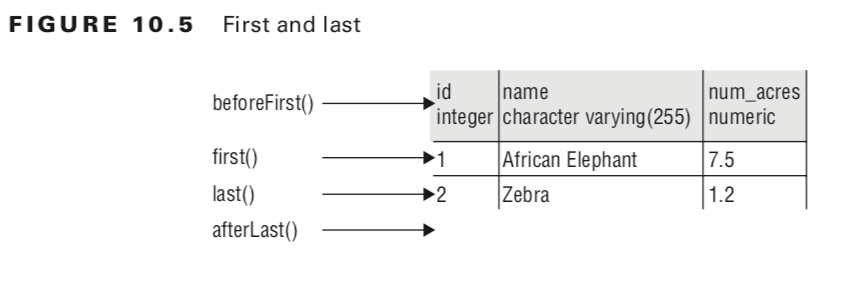 FIGURE 10.5 First and last
beforeFirst()
id name num_acres
integer character varying(255) numeric
first() 1 African Elephant 7.5
last() 2 Zebra 1.2
afterLast()